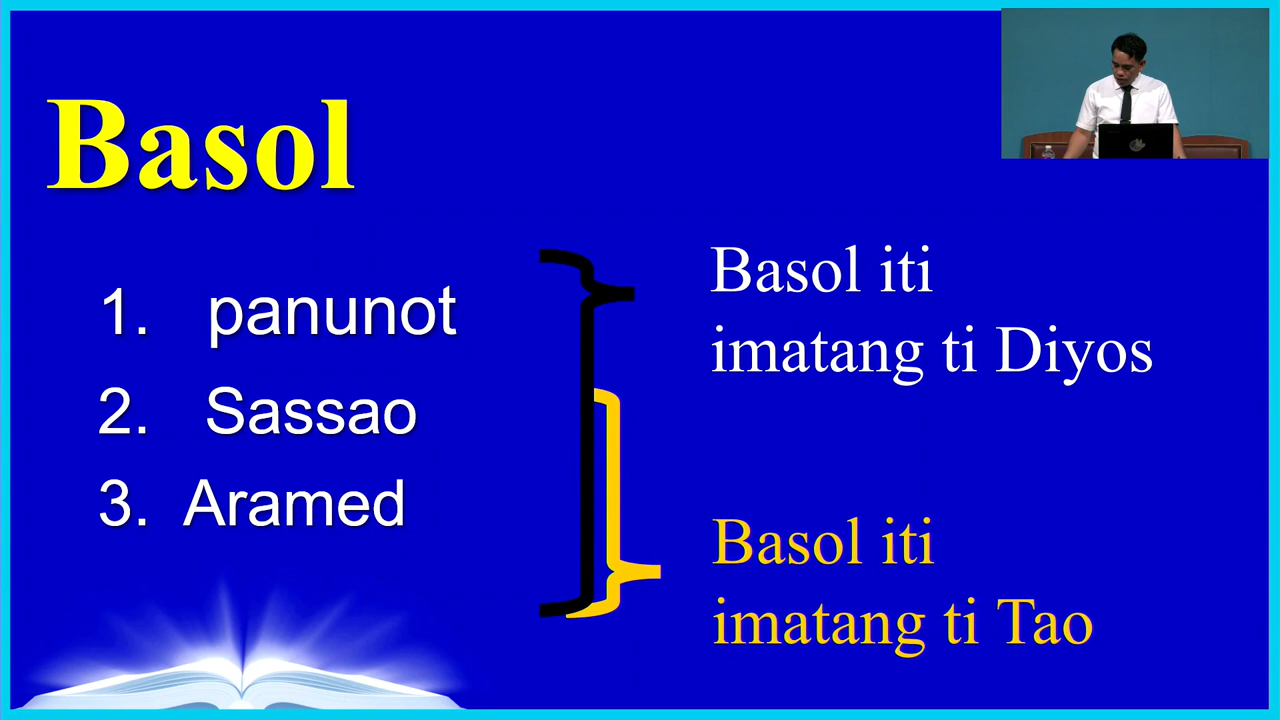 Basol
1. panunot
2. Sassao
3. Aramed
Basol iti
imatang ti Diyos
Basol iti
imatang ti Tao